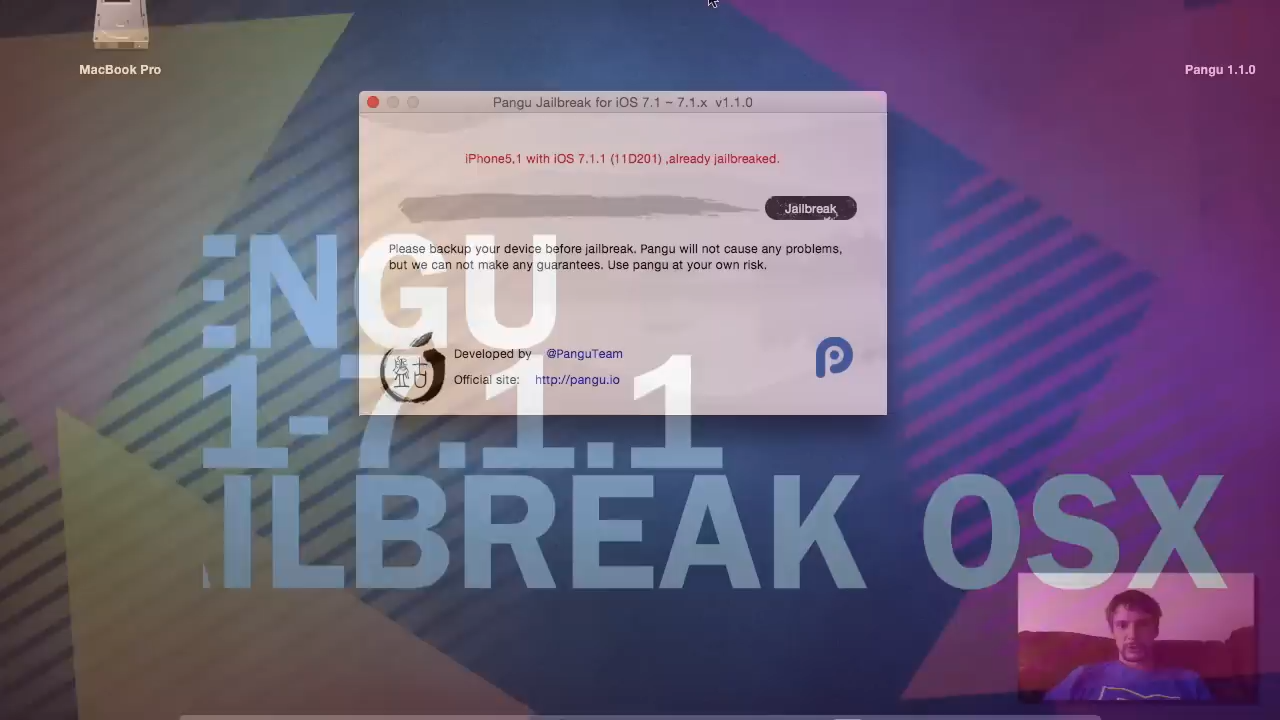 MacBook Pro
Pangu 1.1.0
Pangu Jailbreak for iOS 7.1 ~ 7.1.x v1.1.0
iPhone5,1 with iOS 7.1.1 (11D201) ,already jailbreaked.
Jailbreak
Please backup your device before jailbreak. Pangu will not cause any problems,
but we can not make any guarantees. Use pangu at your own risk.
NGU
Developed by @PanguTeam
Official site: http://pangu.io
1-7.1.1
ILBREAK OSX